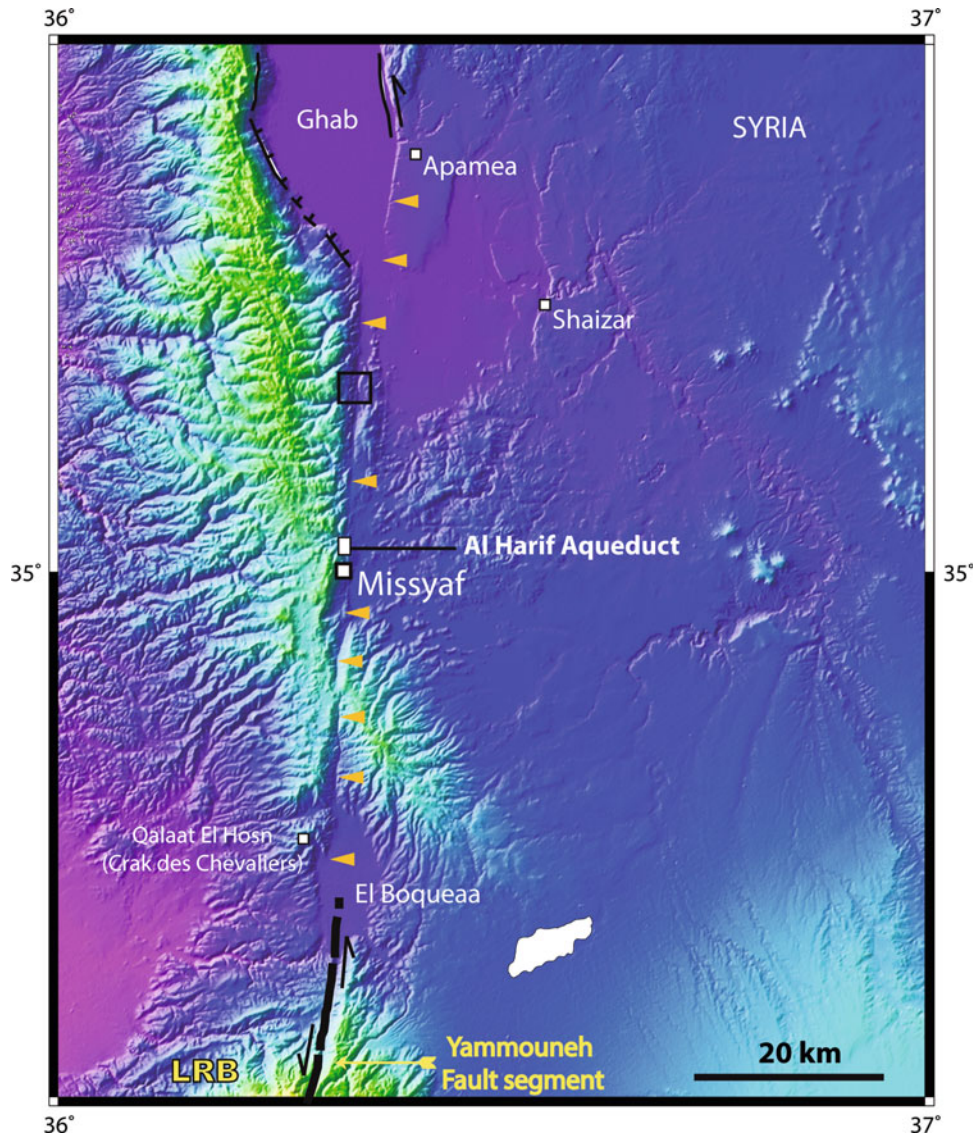 36° 37°
Ghab
SYRIA
Apamea
Shaizar
Al Harif Aqueduct
35° 35°
Missyaf
Qalaat El Hosn
(Crak des Chevallers)
El Boqueaa
Yammouneh
Fault segment
LRB
20 km
36° 37°